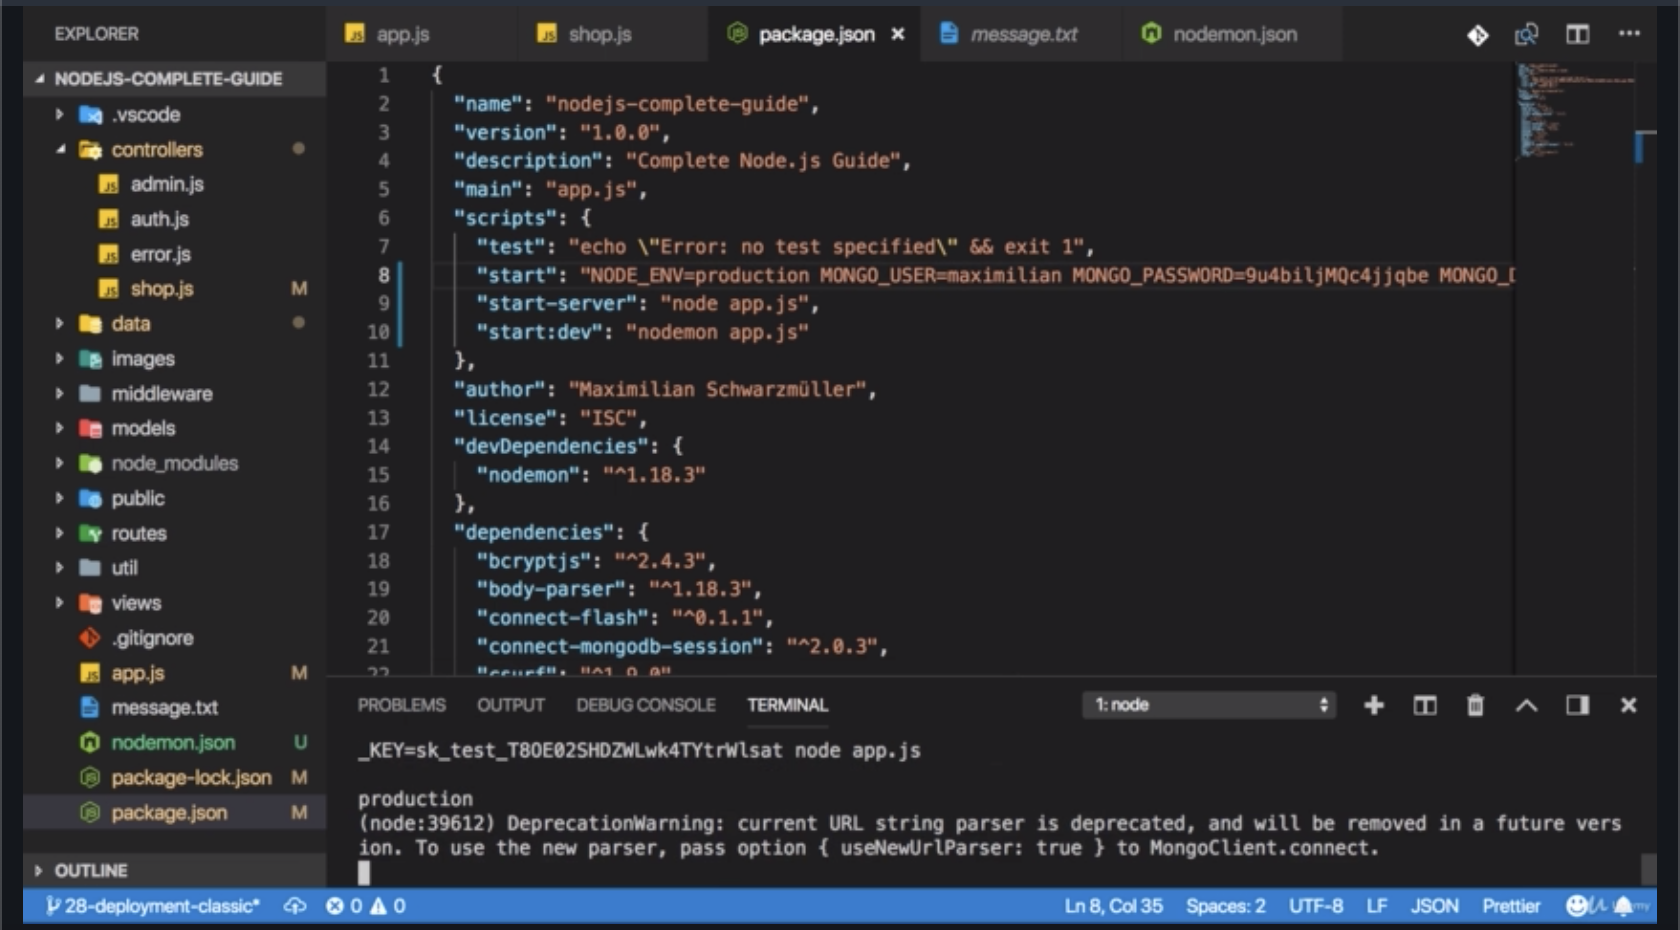 EXPLORER
app.js
shop.js
package.json
message.txt
nodemon.json
NODEJS-COMPLETE-GUIDE
.vscode
controllers
admin.js
auth.js
error.js
shop.js M
data
images
middleware
models
node_modules
public
routes
util
views
.gitignore
app.js M
message.txt
nodemon.json U
package-lock.json M
package.json M
OUTLINE
1 {
2 "name": "nodejs-complete-guide",
3 "version": "1.0.0",
4 "description": "Complete Node.js Guide",
5 "main": "app.js",
6 "scripts": {
7 "test": "echo \"Error: no test specified\" && exit 1",
8 "start": "NODE_ENV=production MONGO_USER=maximilian MONGO_PASSWORD=9u4biljMQc4jjqbe MONGO_D
9 "start-server": "node app.js",
10 "start:dev": "nodemon app.js"
11 },
12 "author": "Maximilian Schwarzmüller",
13 "license": "ISC",
14 "devDependencies": {
15 "nodemon": "^1.18.3"
16 },
17 "dependencies": {
18 "bcryptjs": "^2.4.3",
19 "body-parser": "^1.18.3",
20 "connect-flash": "^0.1.1",
21 "connect-mongodb-session": "^2.0.3",
22 "csurf": "^1.9.0"
PROBLEMS OUTPUT DEBUG CONSOLE TERMINAL 1: node
_KEY=sk_test_T8OE02SHDZWLwk4TYtrWlsat node app.js
production
(node:39612) DeprecationWarning: current URL string parser is deprecated, and will be removed in a future vers
ion. To use the new parser, pass option { useNewUrlParser: true } to MongoClient.connect.
28-deployment-classic* 0 0 Ln 8, Col 35 Spaces: 2 UTF-8 LF JSON Prettier